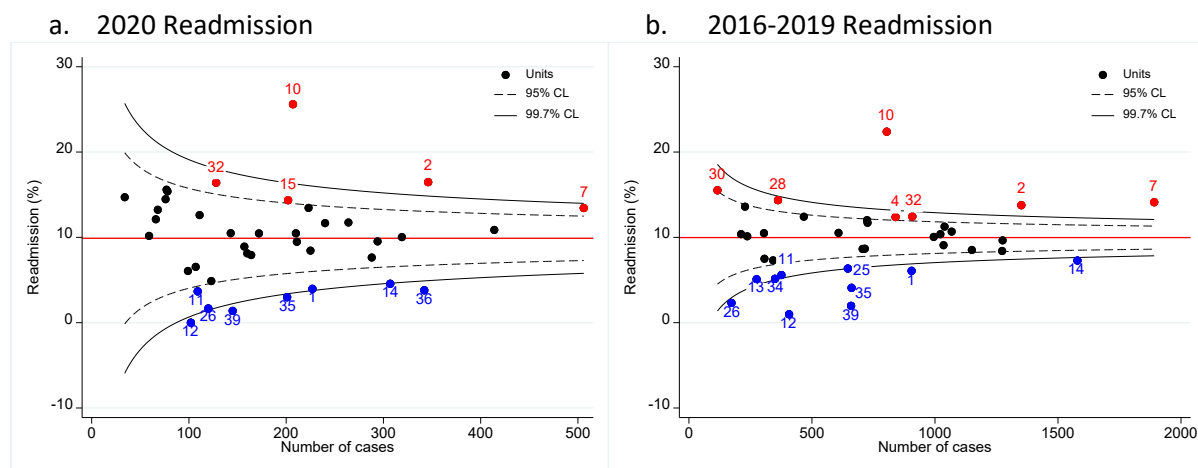 a. 2020 Readmission
30
20
10
0
-10
Readmission (%)
0 100 200 300 400 500
Number of cases
Units
95% CL
99.7% CL
10
32
15
2
7
11
26
12
39
35
1
14
36
b. 2016-2019 Readmission
30
20
10
0
-10
Readmission (%)
0 500 1000 1500 2000
Number of cases
Units
95% CL
99.7% CL
10
30
28
4
32
2
7
11
13
34
25
35
39
26
12
1
14